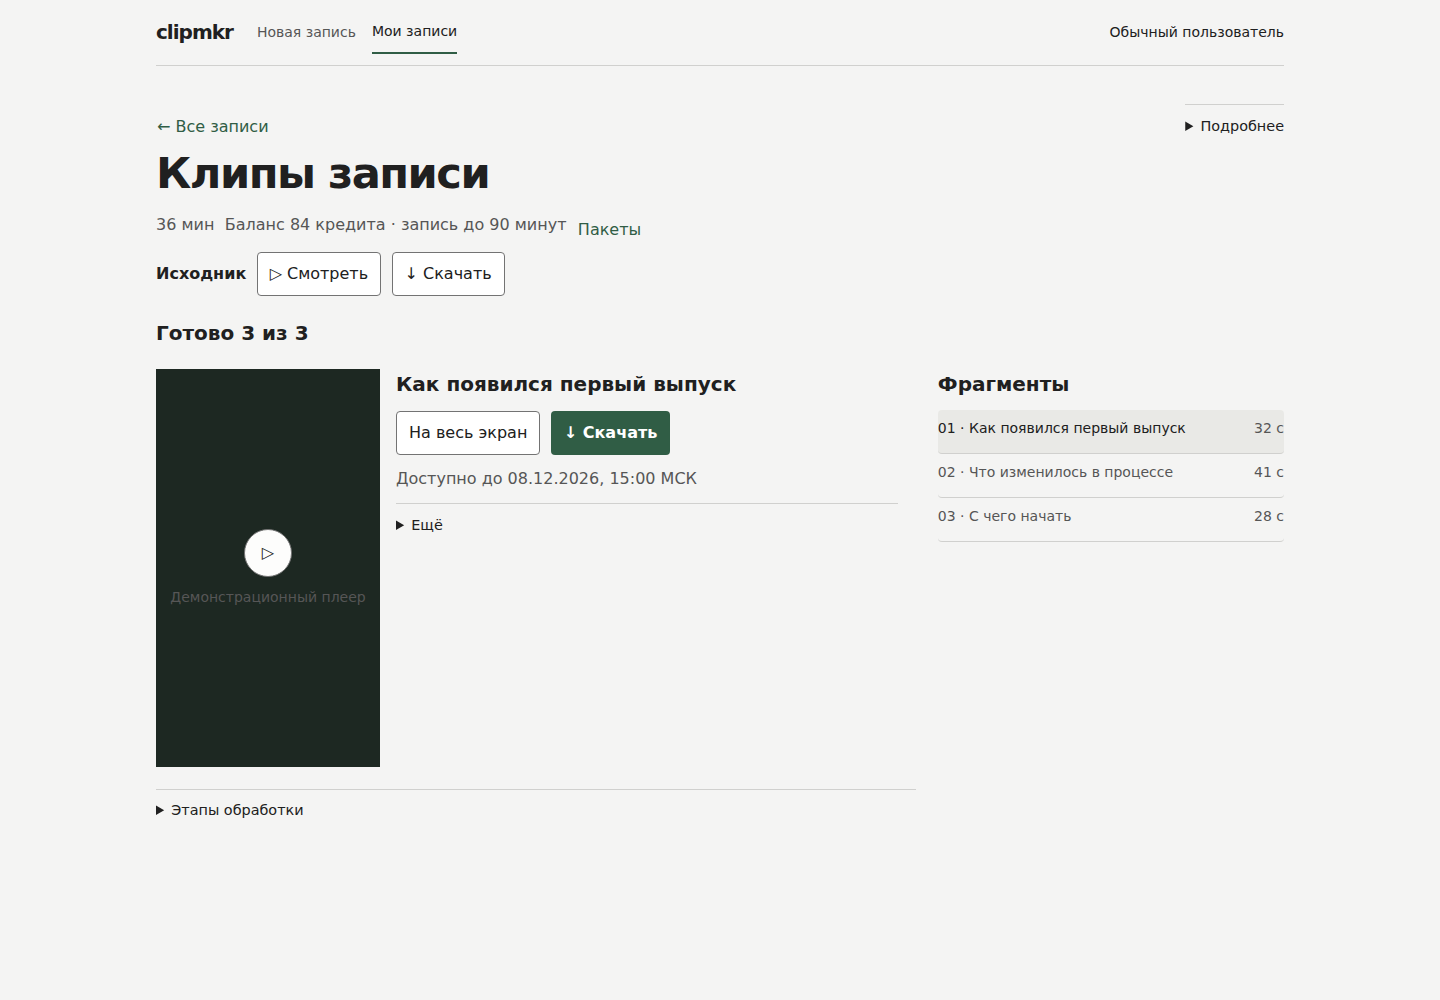 clipmkr Новая запись Мои записи Обычный пользователь
← Все записи
▶ Подробнее
Клипы записи
36 мин Баланс 84 кредита · запись до 90 минут Пакеты
Исходник ▷ Смотреть ↓ Скачать
Готово 3 из 3
▷
Демонстрационный плеер
Как появился первый выпуск
На весь экран ↓ Скачать
Доступно до 08.12.2026, 15:00 МСК
▶ Ещё
Фрагменты
01 · Как появился первый выпуск 32 с
02 · Что изменилось в процессе 41 с
03 · С чего начать 28 с
▶ Этапы обработки